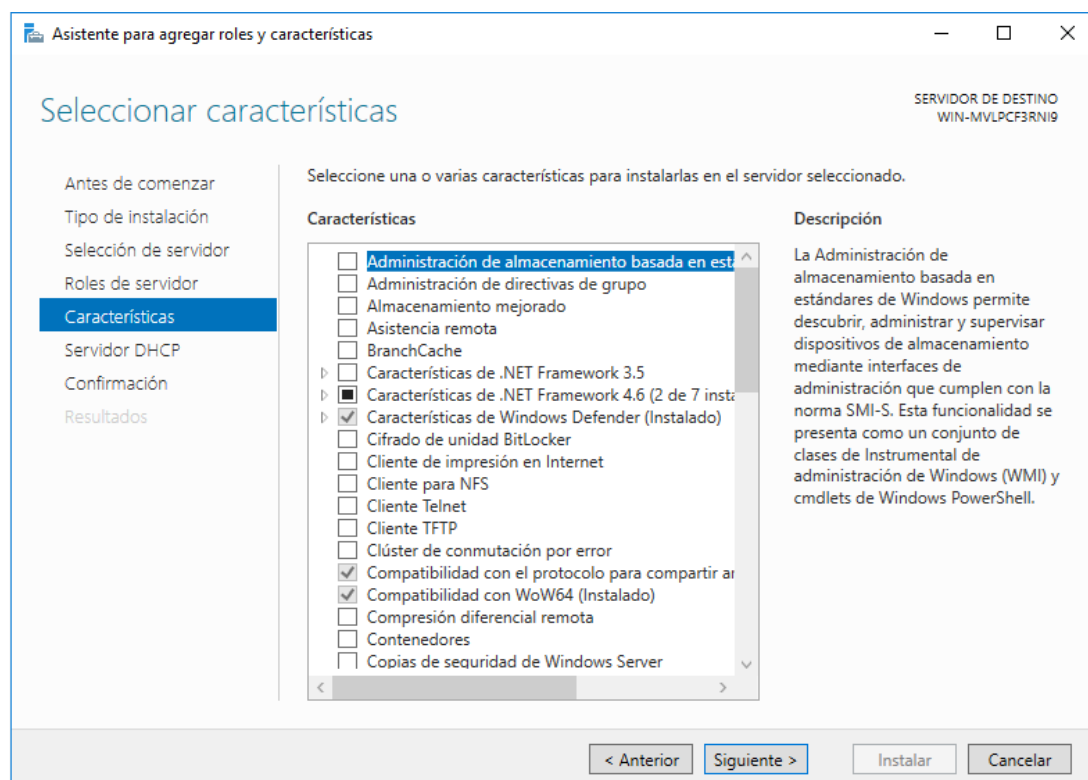 Asistente para agregar roles y características
Seleccionar características
SERVIDOR DE DESTINO
WIN-MVLPCF3RNI9
Antes de comenzar
Tipo de instalación
Selección de servidor
Roles de servidor
Características
Servidor DHCP
Confirmación
Resultados
Seleccione una o varias características para instalarlas en el servidor seleccionado.
Características
Administración de almacenamiento basada en está
Administración de directivas de grupo
Almacenamiento mejorado
Asistencia remota
BranchCache
Características de .NET Framework 3.5
Características de .NET Framework 4.6 (2 de 7 insta
Características de Windows Defender (Instalado)
Cifrado de unidad BitLocker
Cliente de impresión en Internet
Cliente para NFS
Cliente Telnet
Cliente TFTP
Clúster de conmutación por error
Compatibilidad con el protocolo para compartir ar
Compatibilidad con WoW64 (Instalado)
Compresión diferencial remota
Contenedores
Copias de seguridad de Windows Server
Descripción
La Administración de
almacenamiento basada en
estándares de Windows permite
descubrir, administrar y supervisar
dispositivos de almacenamiento
mediante interfaces de
administración que cumplen con la
norma SMI-S. Esta funcionalidad se
presenta como un conjunto de
clases de Instrumental de
administración de Windows (WMI) y
cmdlets de Windows PowerShell.
< Anterior
Siguiente >
Instalar
Cancelar